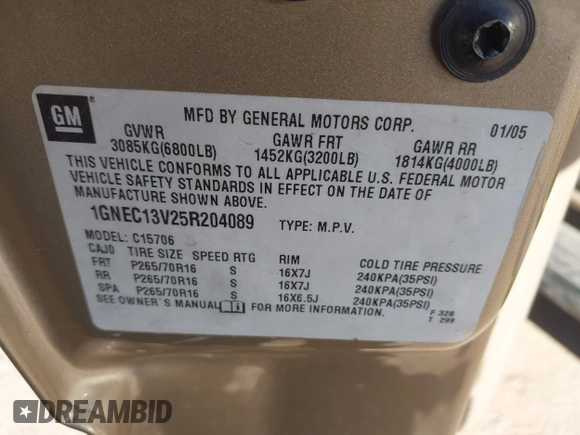 GM ®
MFD BY GENERAL MOTORS CORP. 01/05
GVWR GAWR FRT GAWR RR
3085KG(6800LB) 1452KG(3200LB) 1814KG(4000LB)
THIS VEHICLE CONFORMS TO ALL APPLICABLE U.S. FEDERAL MOTOR
VEHICLE SAFETY STANDARDS IN EFFECT ON THE DATE OF
MANUFACTURE SHOWN ABOVE.
1GNEC13V25R204089 TYPE: M.P.V.
MODEL: C15706
CAJ0 TIRE SIZE SPEED RTG RIM COLD TIRE PRESSURE
FRT P265/70R16 S 16X7J 240KPA(35PSI)
RR P265/70R16 S 16X7J 240KPA(35PSI)
SPA P265/70R16 S 16X6.5J 240KPA(35PSI)
SEE OWNER'S MANUAL i FOR MORE INFORMATION.
F 328
T 299
DREAMBID